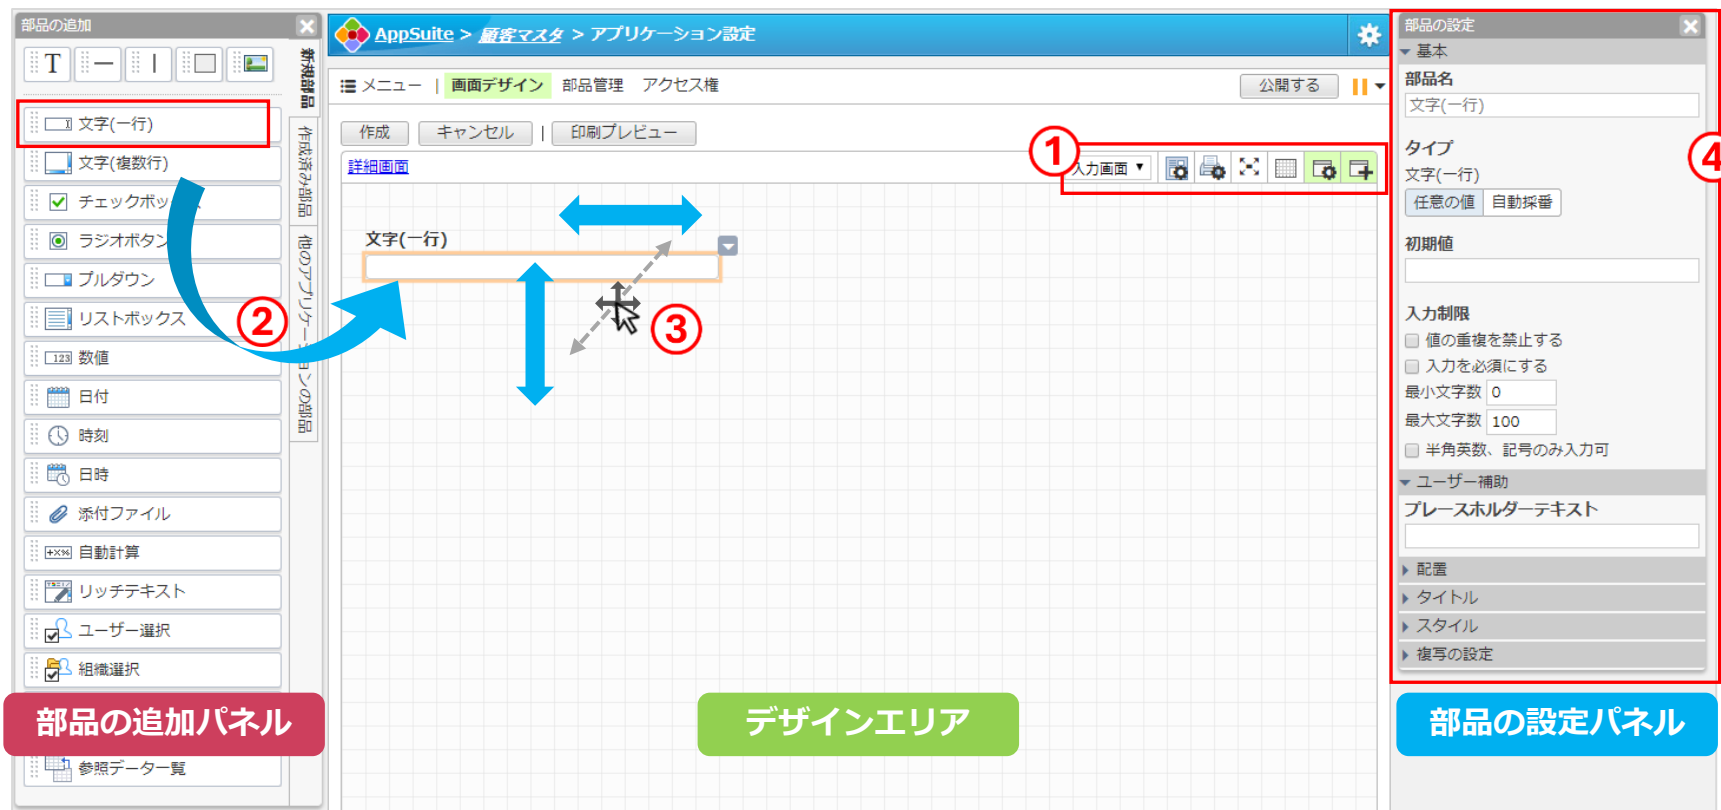 部品の追加
T
新規部品
作成済み部品
他のアプリケーションの部品
文字(一行)
文字(複数行)
チェックボックス
ラジオボタン
プルダウン
リストボックス
123 数値
日付
時刻
日時
添付ファイル
自動計算
リッチテキスト
ユーザー選択
組織選択
部品の追加パネル
参照データ一覧
②
AppSuite > 顧客マスタ > アプリケーション設定
メニュー | 画面デザイン 部品管理 アクセス権
公開する
作成 キャンセル | 印刷プレビュー
詳細画面
①
入力画面
文字(一行)
③
デザインエリア
部品の設定
基本
部品名
文字(一行)
④
タイプ
文字(一行)
任意の値 自動採番
初期値
入力制限
値の重複を禁止する
入力を必須にする
最小文字数 0
最大文字数 100
半角英数、記号のみ入力可
ユーザー補助
プレースホルダーテキスト
配置
タイトル
スタイル
複写の設定
部品の設定パネル